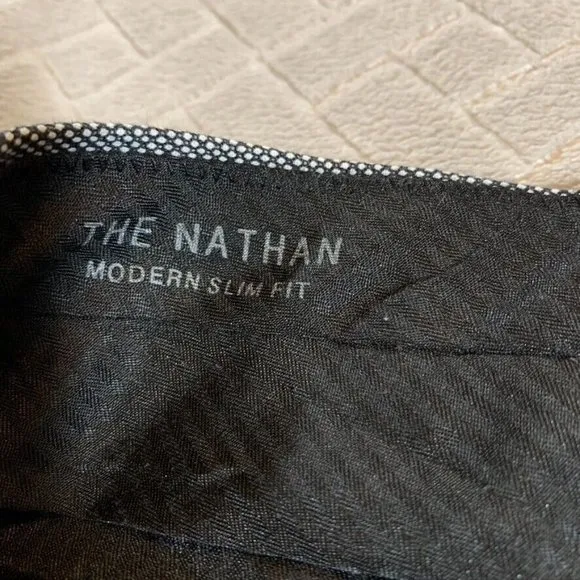 THE NATHAN
MODERN SLIM FIT